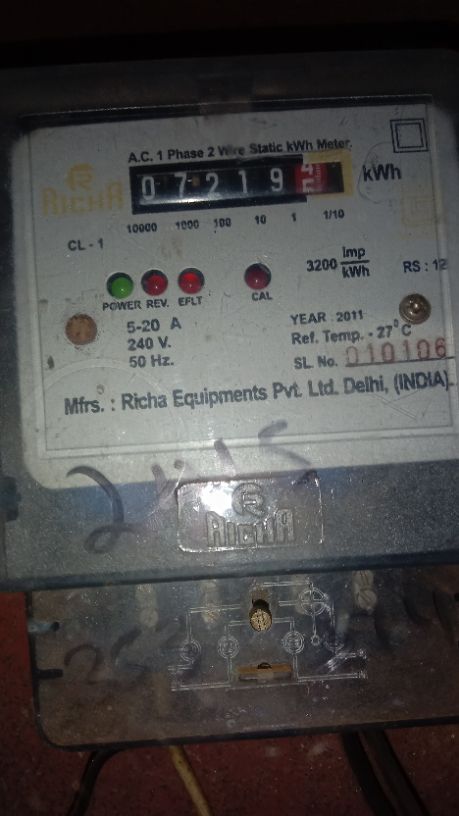 A.C. 1 Phase 2 Wire Static kWh Meter.
RICHA
07219 kWh
10000 1000 100 10 1 1/10
CL - 1
3200 imp/kWh
RS : 12
POWER REV. EFLT CAL
5-20 A
240 V.
50 Hz.
YEAR : 2011
Ref. Temp. - 27°C
SL. No. 010106
Mfrs. : Richa Equipments Pvt. Ltd. Delhi, (INDIA).
RICHA